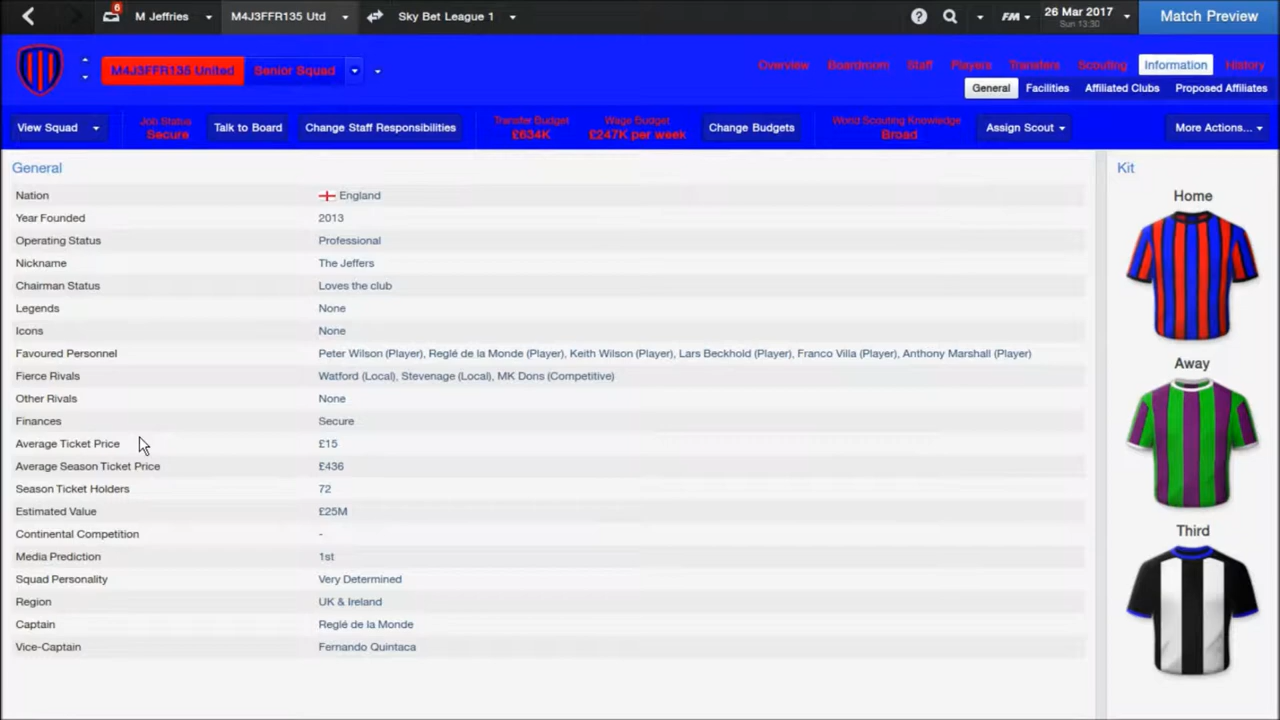 6 M Jeffries M4J3FFR135 Utd Sky Bet League 1 ? FM 26 Mar 2017 Match Preview
Sun 13:30
M4J3FFR135 United Senior Squad Overview Boardroom Staff Players Transfers Scouting Information History
General Facilities Affiliated Clubs Proposed Affiliates
View Squad Job Status Secure Talk to Board Change Staff Responsibilities Transfer Budget £634K Wage Budget £247K per week Change Budgets World Scouting Knowledge Broad Assign Scout More Actions...
General
Nation England
Year Founded 2013
Operating Status Professional
Nickname The Jeffers
Chairman Status Loves the club
Legends None
Icons None
Favoured Personnel Peter Wilson (Player), Reglé de la Monde (Player), Keith Wilson (Player), Lars Beckhold (Player), Franco Villa (Player), Anthony Marshall (Player)
Fierce Rivals Watford (Local), Stevenage (Local), MK Dons (Competitive)
Other Rivals None
Finances Secure
Average Ticket Price £15
Average Season Ticket Price £436
Season Ticket Holders 72
Estimated Value £25M
Continental Competition -
Media Prediction 1st
Squad Personality Very Determined
Region UK & Ireland
Captain Reglé de la Monde
Vice-Captain Fernando Quintaca
Kit
Home
Away
Third